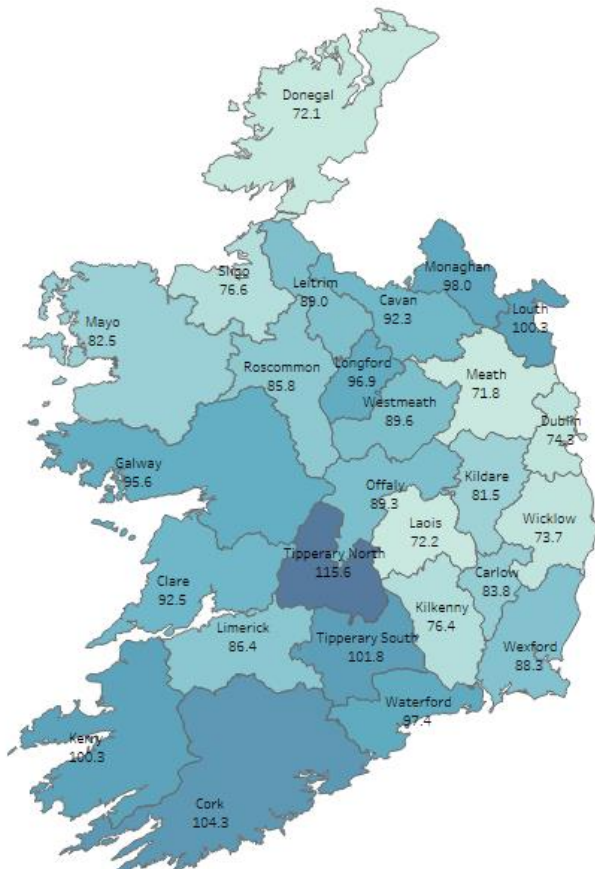 Donegal
72.1
Sligo
76.6
Leitrim
89.0
Monaghan
98.0
Cavan
92.3
Louth
100.3
Mayo
82.5
Roscommon
85.8
Longford
96.9
Westmeath
89.6
Meath
71.8
Dublin
74.3
Galway
95.6
Offaly
89.3
Kildare
81.5
Laois
72.2
Wicklow
73.7
Tipperary North
115.6
Clare
92.5
Carlow
83.8
Kilkenny
76.4
Limerick
86.4
Tipperary South
101.8
Wexford
88.3
Waterford
97.4
Kerry
100.3
Cork
104.3